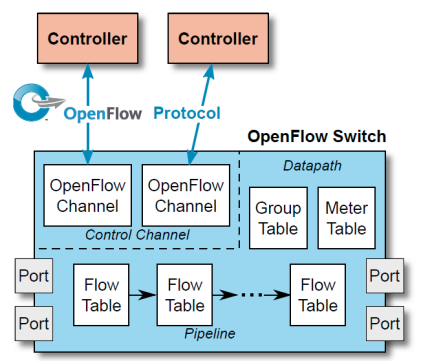 Controller
Controller
OpenFlow Protocol
OpenFlow Switch
Datapath
OpenFlow
Channel
OpenFlow
Channel
Control Channel
Group
Table
Meter
Table
Port
Port
Flow
Table
Flow
Table
Flow
Table
Pipeline
Port
Port